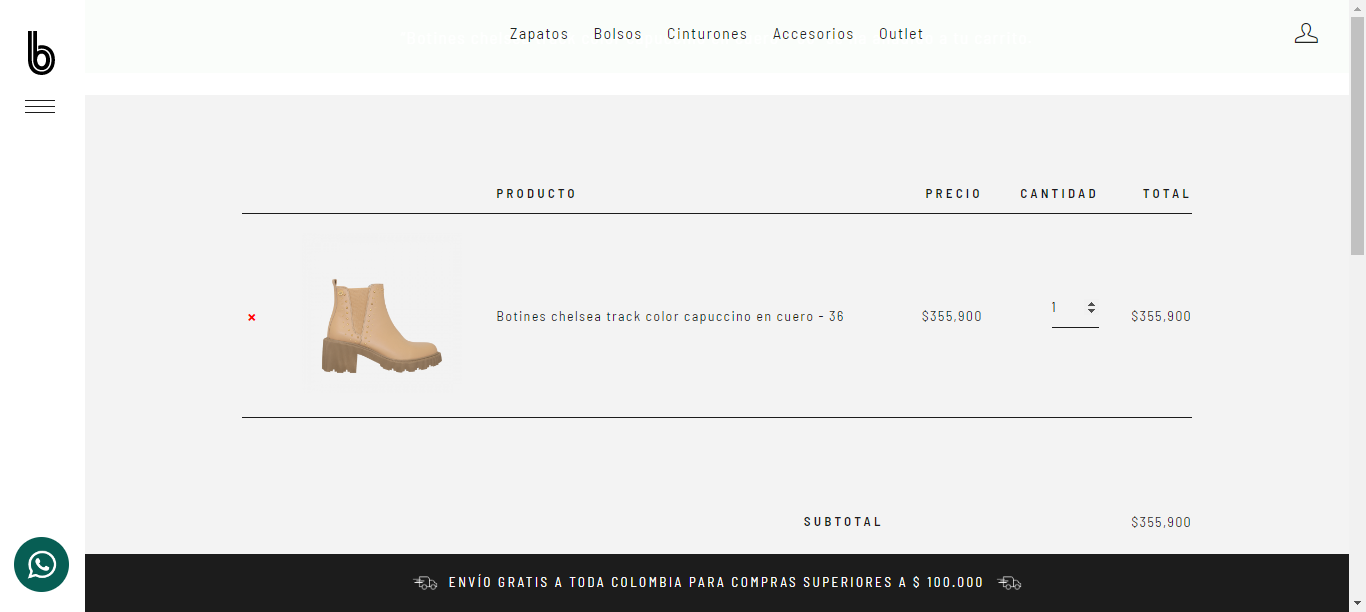 b
Zapatos Bolsos Cinturones Accesorios Outlet
PRODUCTO PRECIO CANTIDAD TOTAL
× Botines chelsea track color capuccino en cuero - 36 $355,900 1 $355,900
SUBTOTAL $355,900
ENVÍO GRATIS A TODA COLOMBIA PARA COMPRAS SUPERIORES A $ 100.000